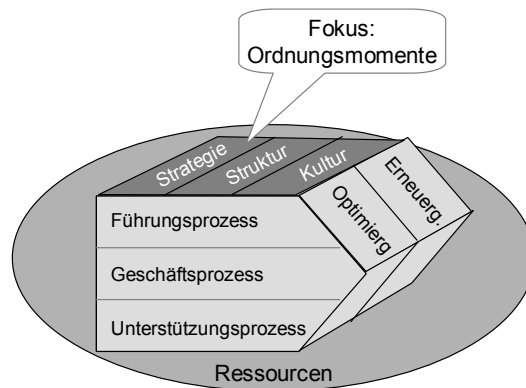 Fokus:
Ordnungsmomente
Strategie
Struktur
Kultur
Optimierg
Erneuerg.
Führungsprozess
Geschäftsprozess
Unterstützungsprozess
Ressourcen